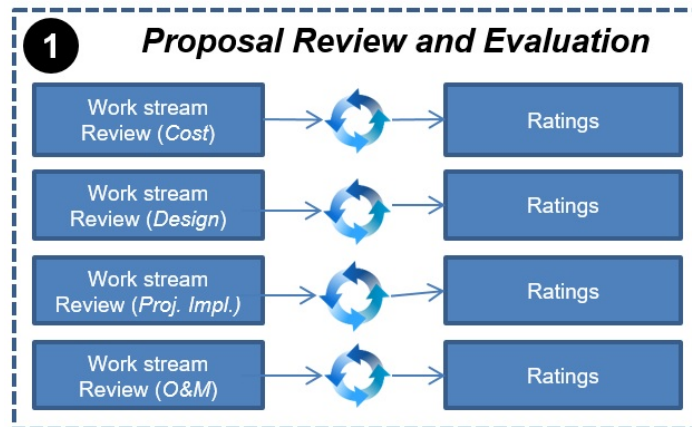 1
Proposal Review and Evaluation
Work stream
Review (Cost)
Ratings
Work stream
Review (Design)
Ratings
Work stream
Review (Proj. Impl.)
Ratings
Work stream
Review (O&M)
Ratings